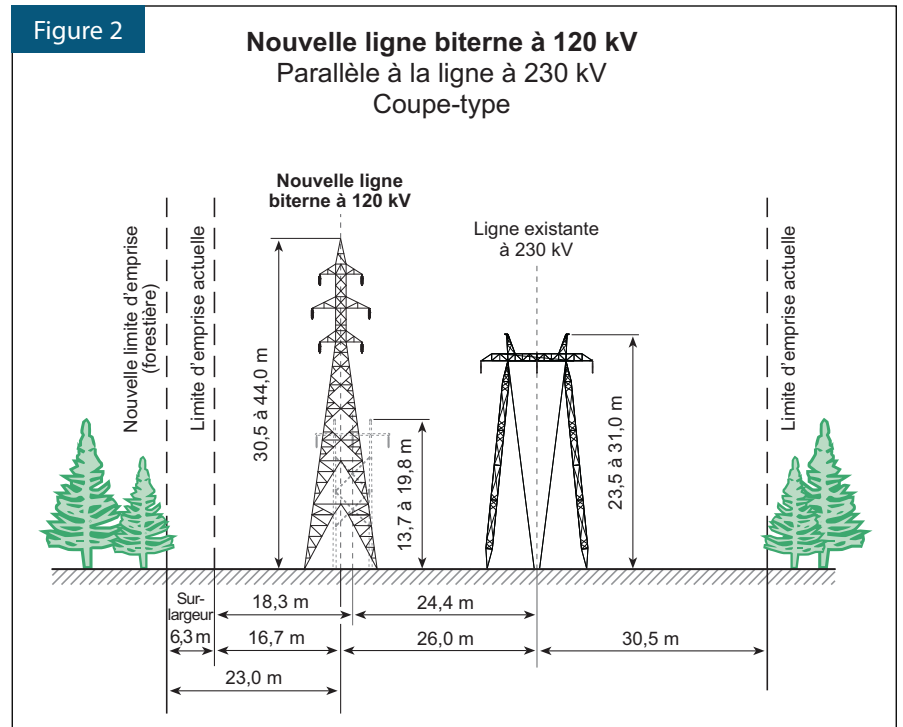 Figure 2
Nouvelle ligne biterne à 120 kV
Parallèle à la ligne à 230 kV
Coupe-type
Nouvelle limite d'emprise
(forestière)
Limite d'emprise actuelle
Nouvelle ligne
biterne à 120 kV
Ligne existante
à 230 kV
Limite d'emprise actuelle
30,5 à 44,0 m
13,7 à 19,8 m
23,5 à 31,0 m
Sur-
largeur
6,3 m
18,3 m
24,4 m
16,7 m
26,0 m
30,5 m
23,0 m